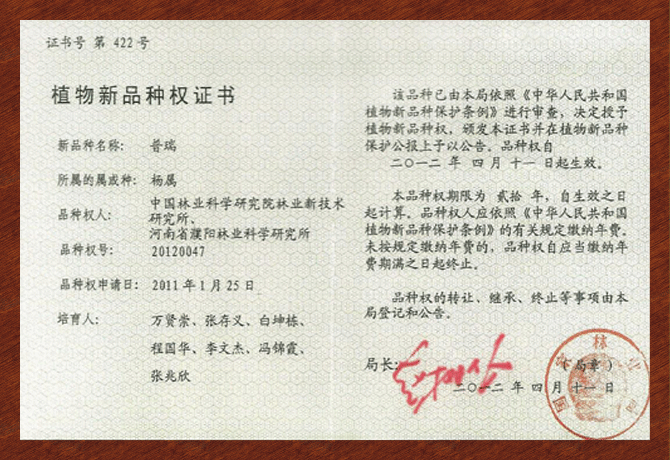 证书号 第 422 号
植物新品种权证书
新品种名称: 普瑞
所属的属或种: 杨属
品种权人: 中国林业科学研究院林业新技术
研究所、
河南省濮阳林业科学研究所
品种权号: 20120047
品种权申请日: 2011 年 1 月 25 日
培育人: 万贤崇、张存义、白坤栋、
程国华、李文杰、冯锦霞、
张兆欣
该品种已由本局依照《中华人民共和国
植物新品种保护条例》进行审查，决定授予
植物新品种权，颁发本证书并在植物新品种
保护公报上予以公告。品种权自
二〇一二 年 四 月 十一 日起生效。
本品种权期限为 贰拾 年，自生效之日
起计算。品种权人应依照《中华人民共和国
植物新品种保护条例》的有关规定缴纳年费。
未按规定缴纳年费的，品种权自应当缴纳年
费期满之日起终止。
品种权的转让、继承、终止等事项由本
局登记和公告。
局长:
（局章）
二〇一二 年 四 月 十一 日
国家林业局